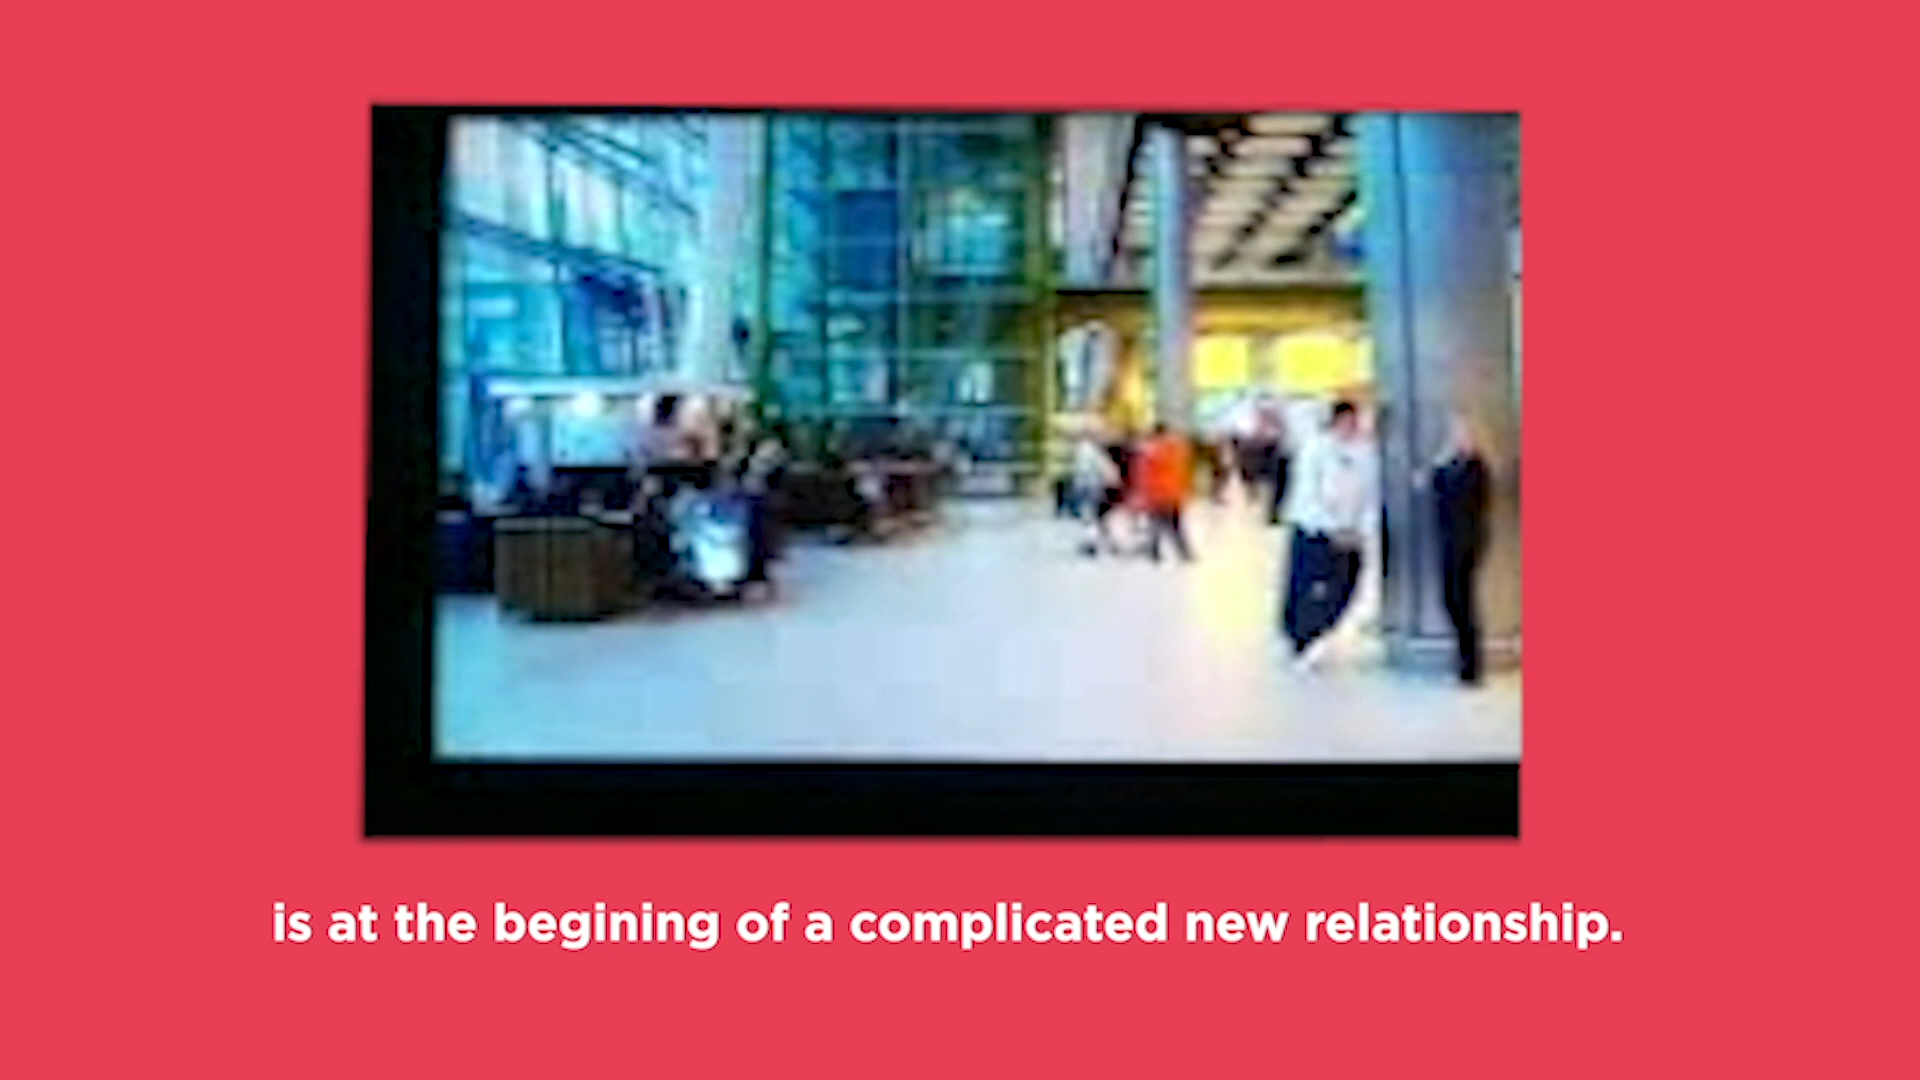 is at the begining of a complicated new relationship.